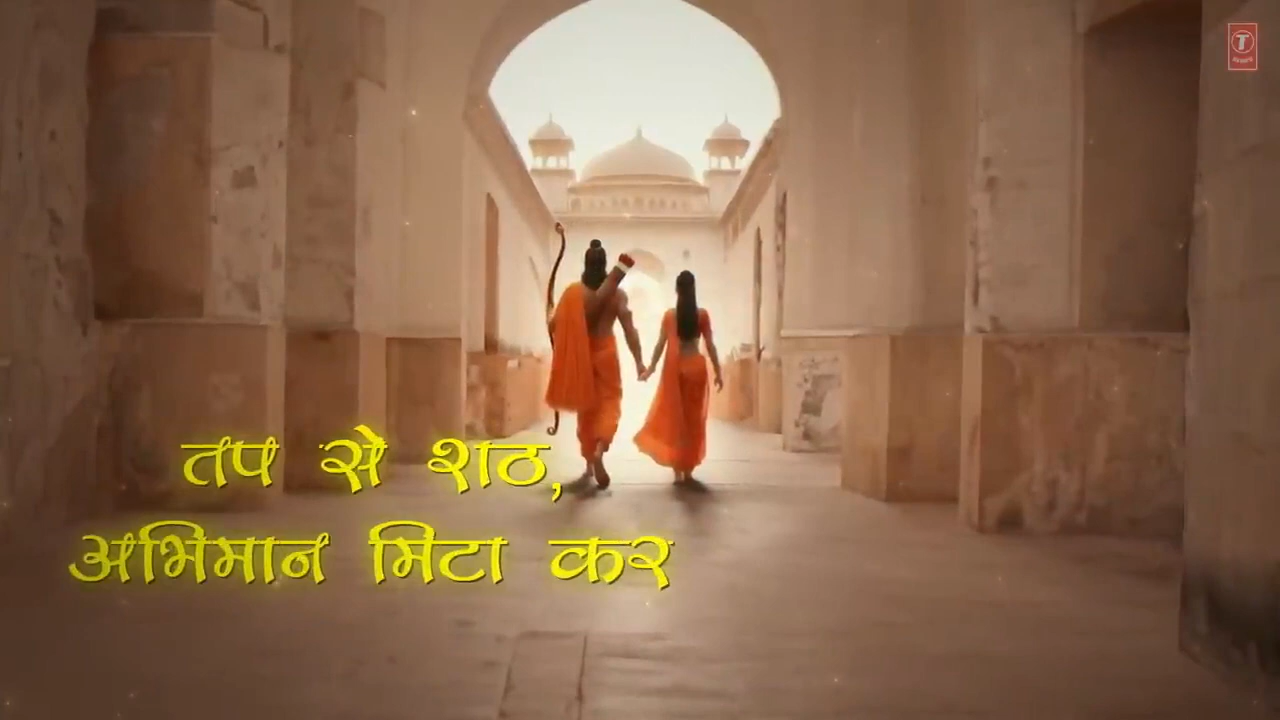 तप से शठ,
अभिमान मिटा कर